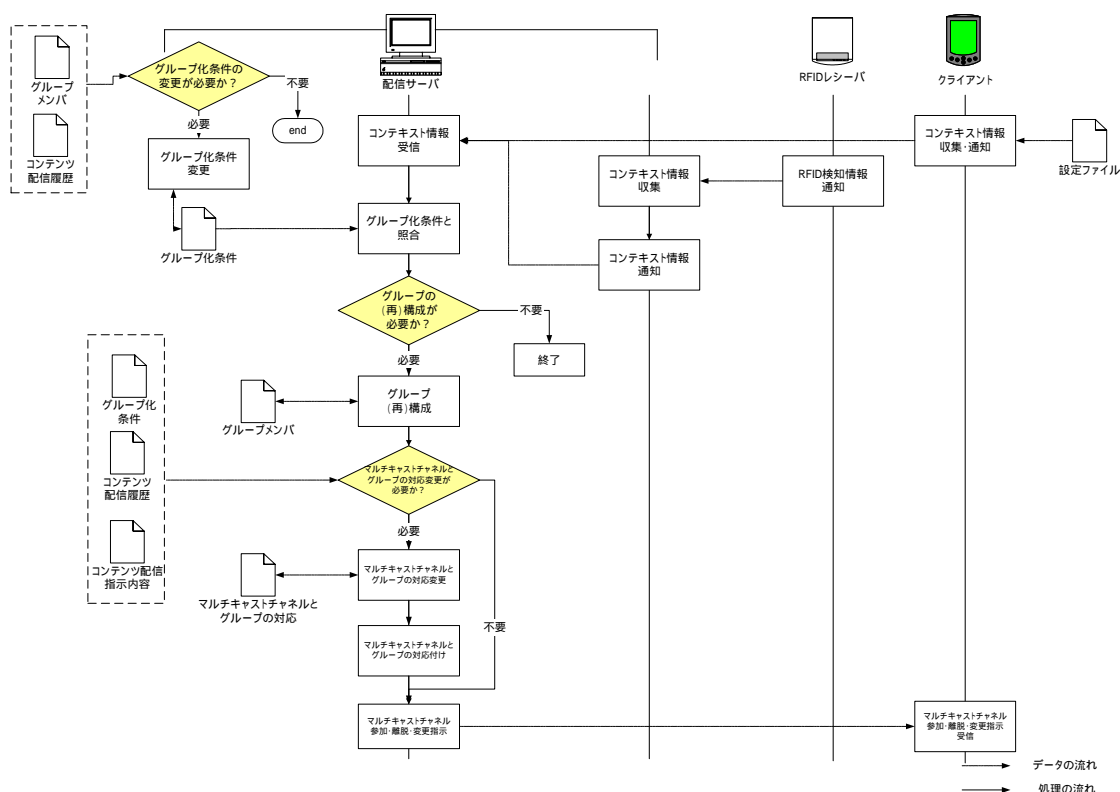 グループ
メンバ
コンテンツ
配信履歴
グループ化条件の
変更が必要か？
不要
end
必要
グループ化条件
変更
グループ化条件
配信サーバ
RFIDレシーバ
クライアント
コンテキスト情報
受信
コンテキスト情報
収集
RFID検知情報
通知
コンテキスト情報
収集・通知
設定ファイル
グループ化条件と
照合
コンテキスト情報
通知
グループの
(再)構成が
必要か？
不要
終了
必要
グループ
(再)構成
グループメンバ
グループ化
条件
コンテンツ
配信履歴
コンテンツ配信
指示内容
マルチキャストチャネルと
グループの対応変更が
必要か？
必要
不要
マルチキャストチャネルと
グループの対応変更
マルチキャストチャネルと
グループの対応
マルチキャストチャネルと
グループの対応付け
マルチキャストチャネル
参加・離脱・変更指示
マルチキャストチャネル
参加・離脱・変更指示
受信
データの流れ
処理の流れ